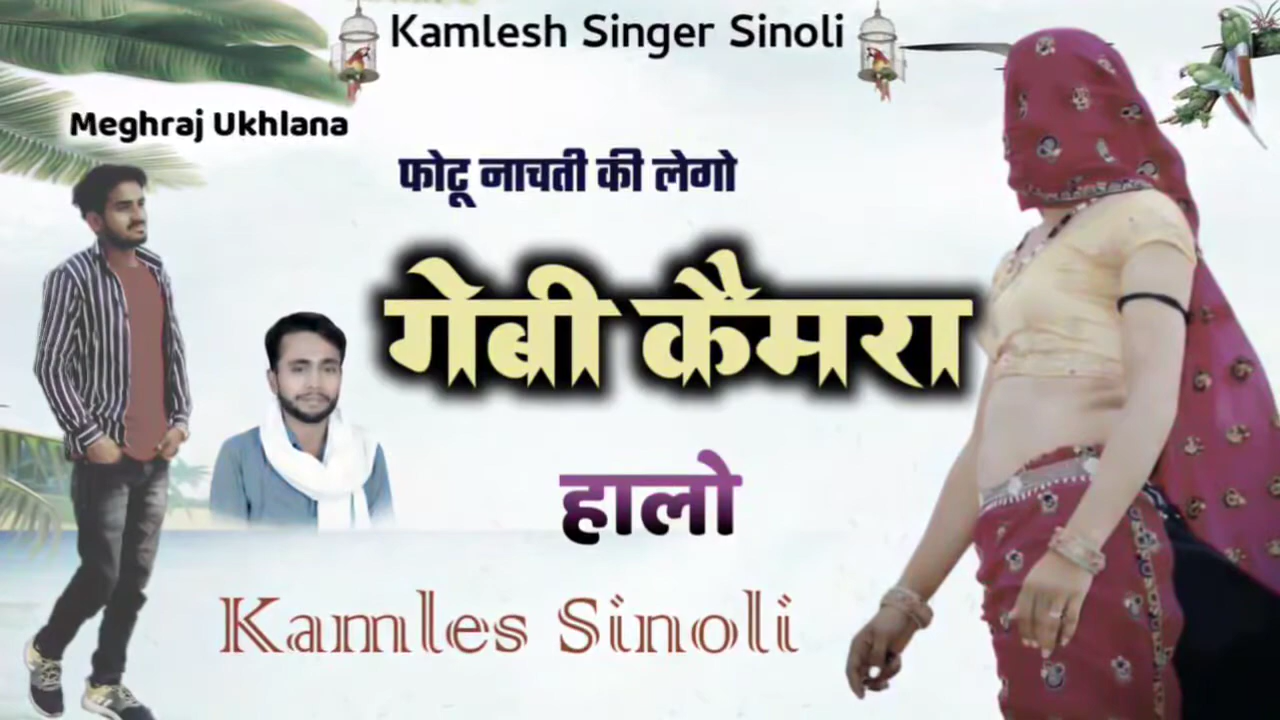 Kamlesh Singer Sinoli
Meghraj Ukhlana
फोटू नाचती की लेगो
गेबी कैमरा
हालो
Kamles Sinoli